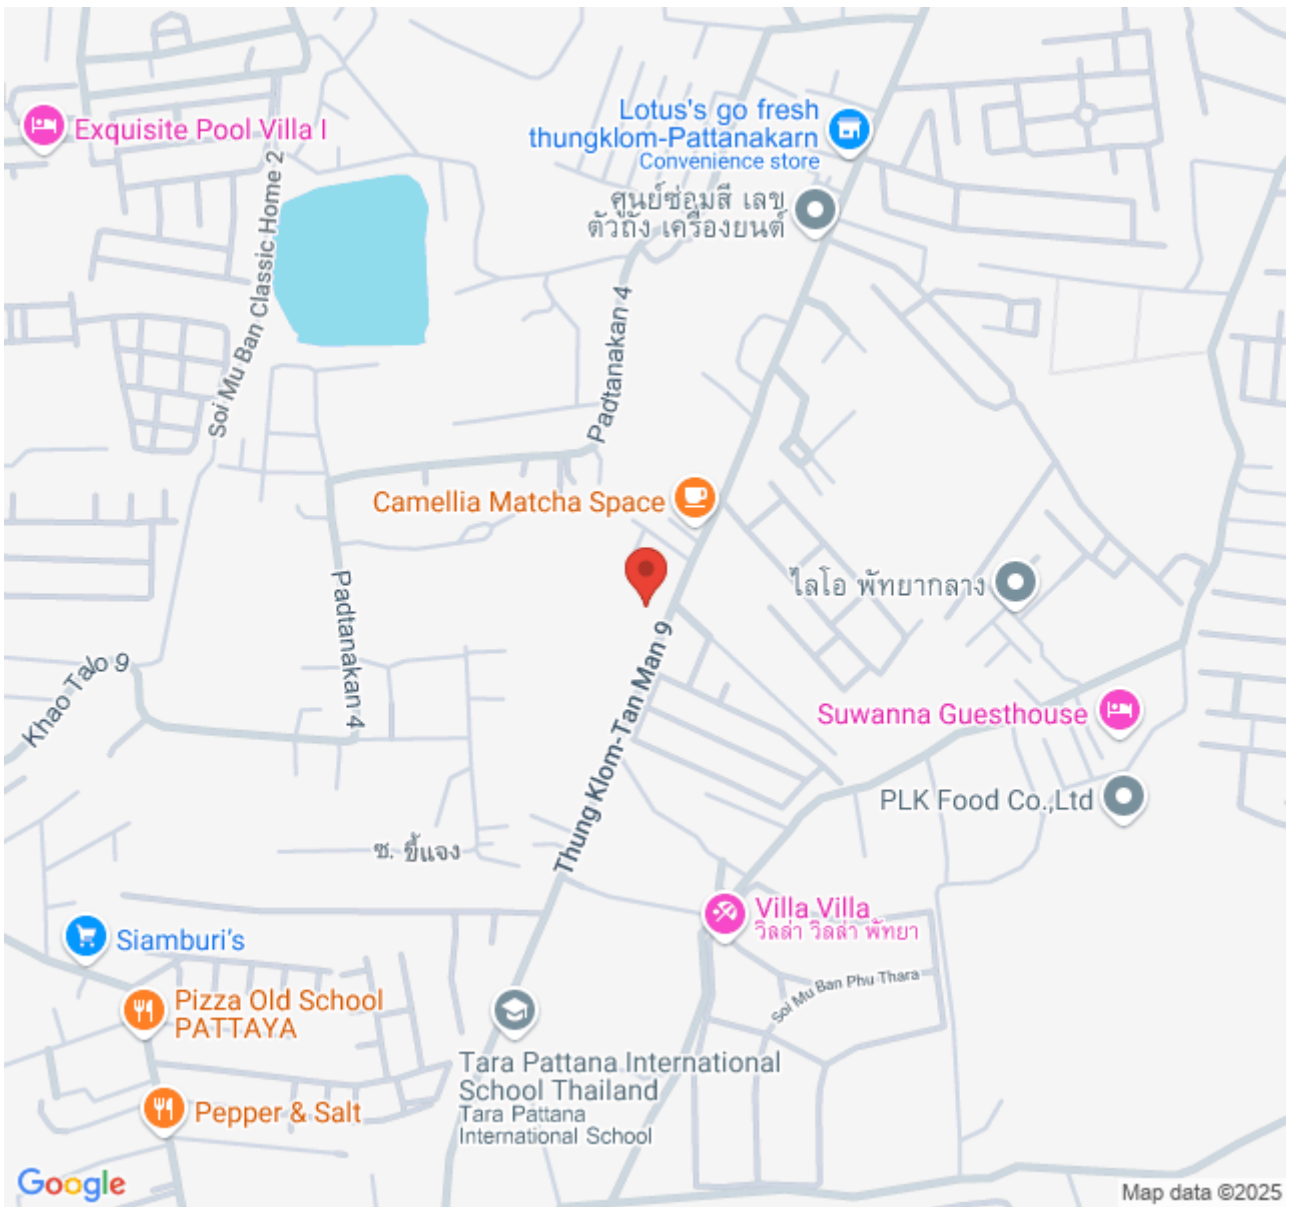 Lotus's go fresh
thungklom-Pattanakarn
Convenience store
Exquisite Pool Villa I
ศูนย์ซ่อมสี เลข
ตัวถัง เครื่องยนต์
Soi Mu Ban Classic Home 2
Padtanakan 4
Camellia Matcha Space
ไลโอ พัทยากลาง
Padtanakan 4
Khao Talo 9
Thung Klom-Tan Man 9
Suwanna Guesthouse
PLK Food Co.,Ltd
ซ. ขี้แจง
Villa Villa
วิลล่า วิลล่า พัทยา
Siamburi's
Soi Mu Ban Phu Thara
Pizza Old School
PATTAYA
Tara Pattana International
School Thailand
Tara Pattana
International School
Pepper & Salt
Google
Map data ©2025